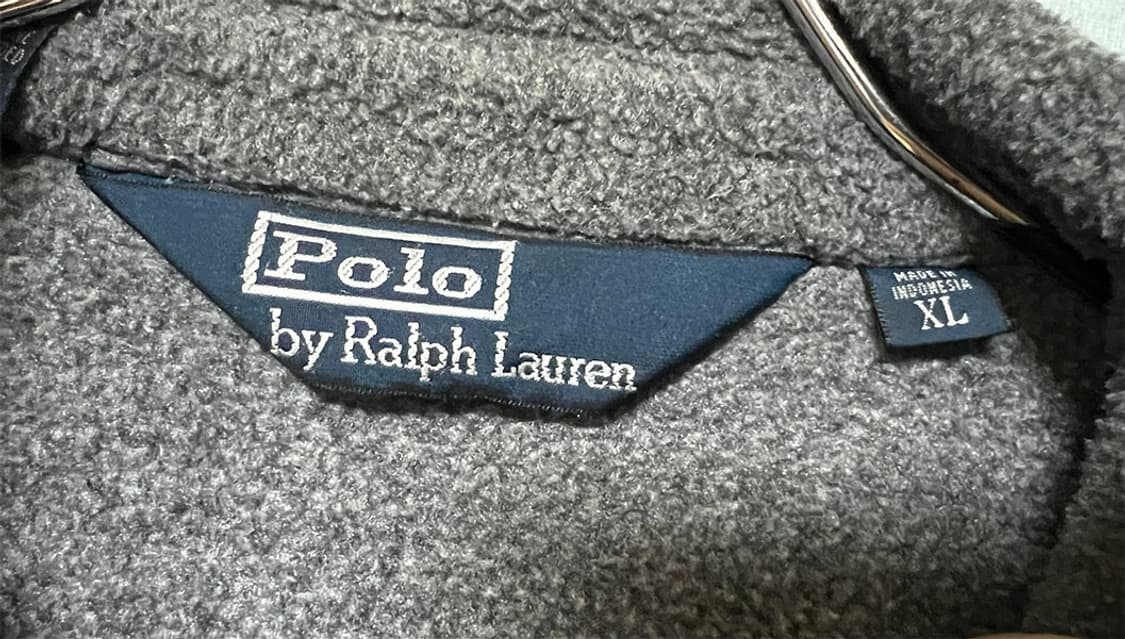 Polo
by Ralph Lauren
MADE IN
INDONESIA
XL